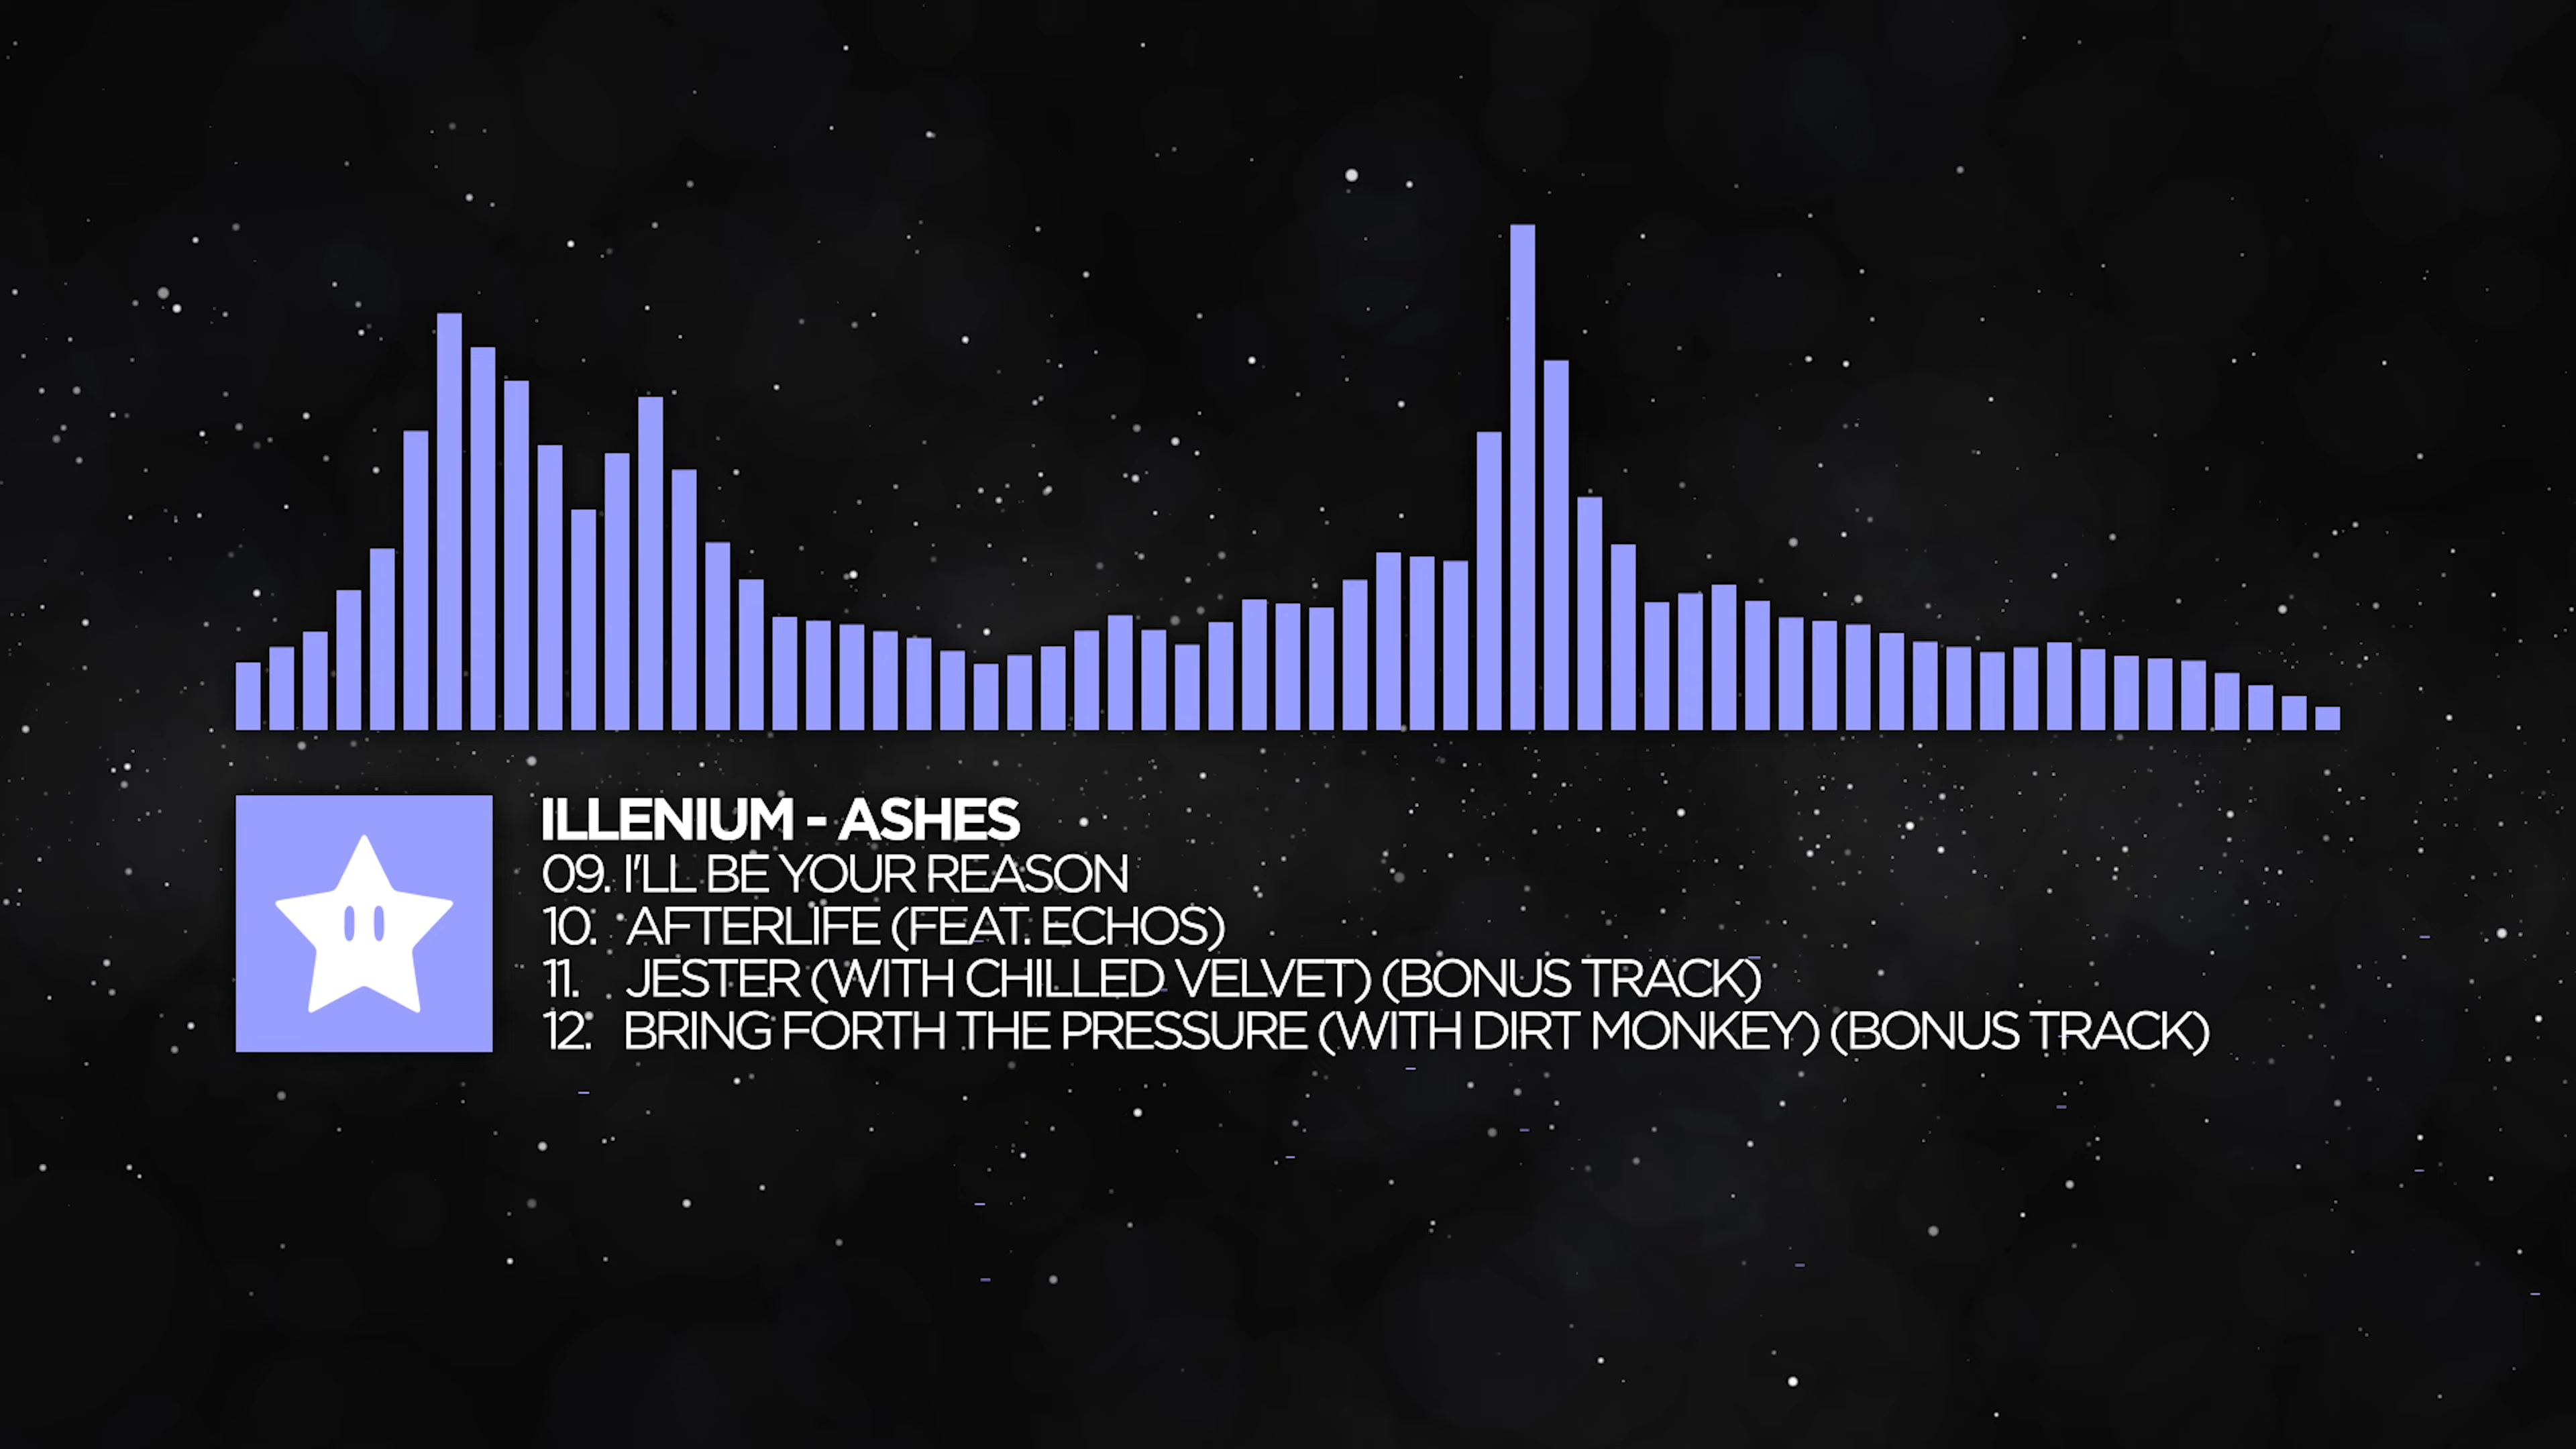 ILLENIUM - ASHES
09. I'LL BE YOUR REASON
10. AFTERLIFE (FEAT. ECHOS)
11. JESTER (WITH CHILLED VELVET) (BONUS TRACK)
12. BRING FORTH THE PRESSURE (WITH DIRT MONKEY) (BONUS TRACK)